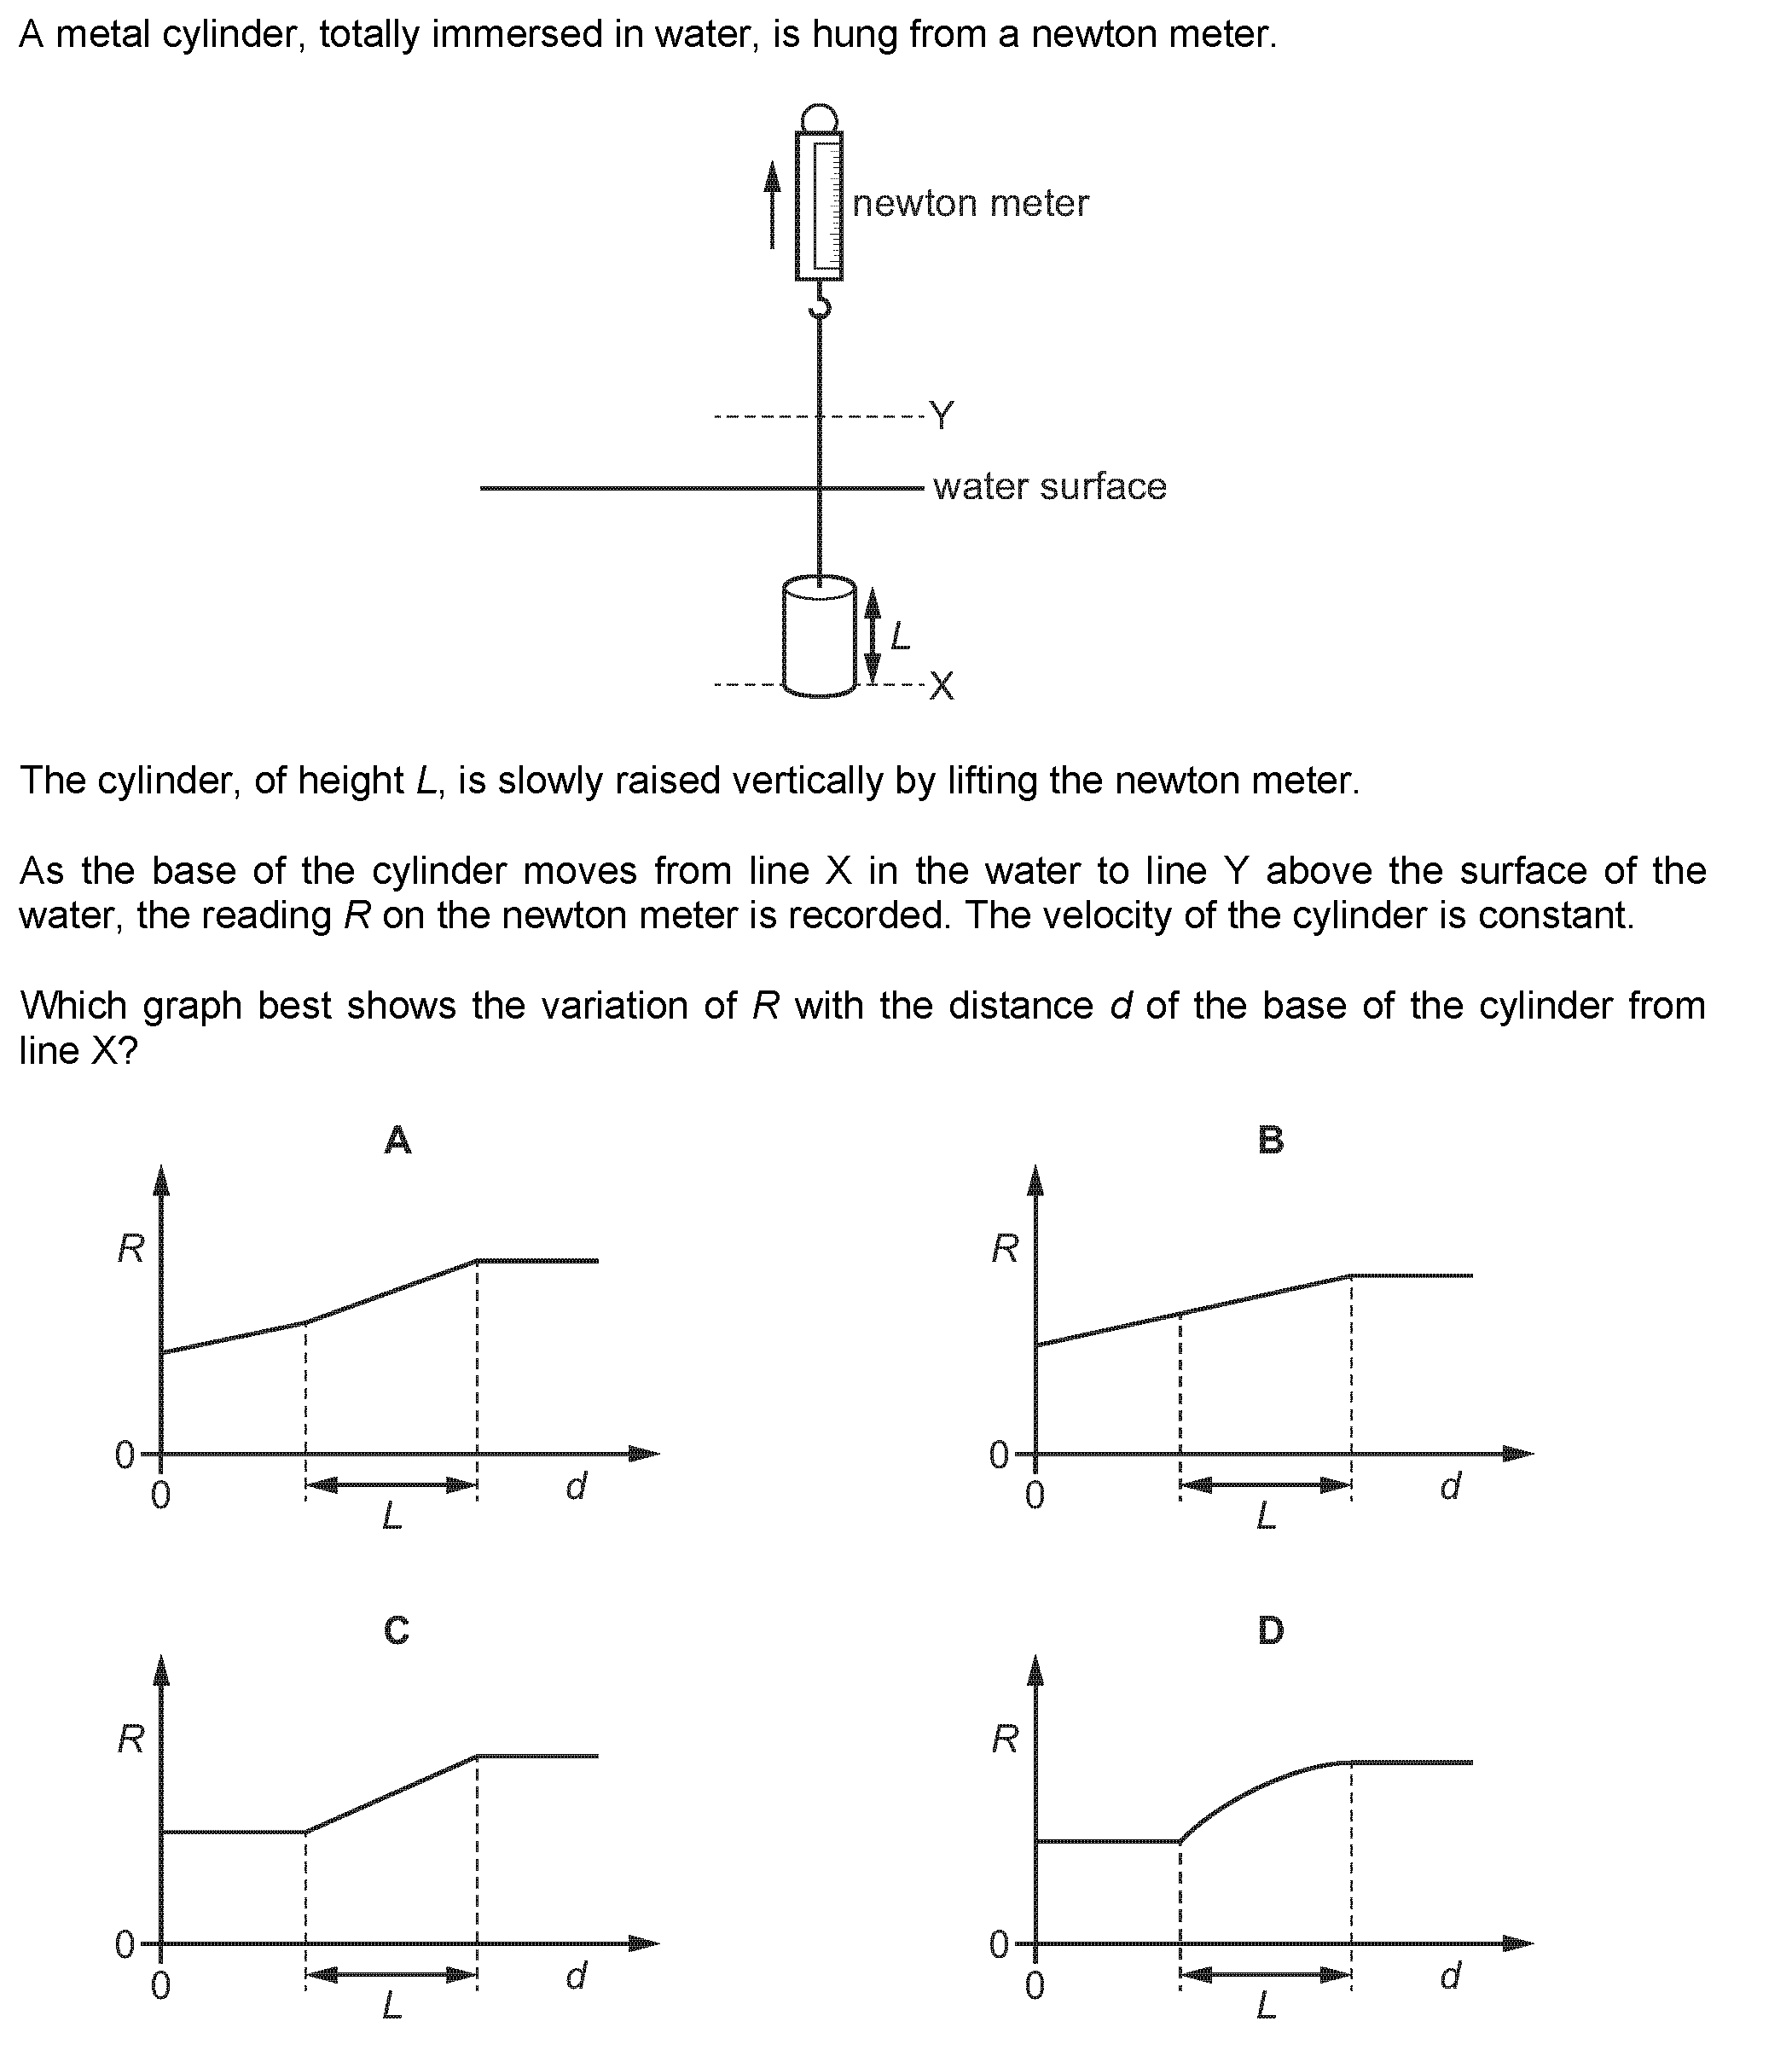 A metal cylinder, totally immersed in water, is hung from a newton meter.
newton meter
Y
water surface
L
X
The cylinder, of height L, is slowly raised vertically by lifting the newton meter.
As the base of the cylinder moves from line X in the water to line Y above the surface of the
water, the reading R on the newton meter is recorded. The velocity of the cylinder is constant.
Which graph best shows the variation of R with the distance d of the base of the cylinder from
line X?
A
R
0
0
L
d
B
R
0
0
L
d
C
R
0
0
L
d
D
R
0
0
L
d